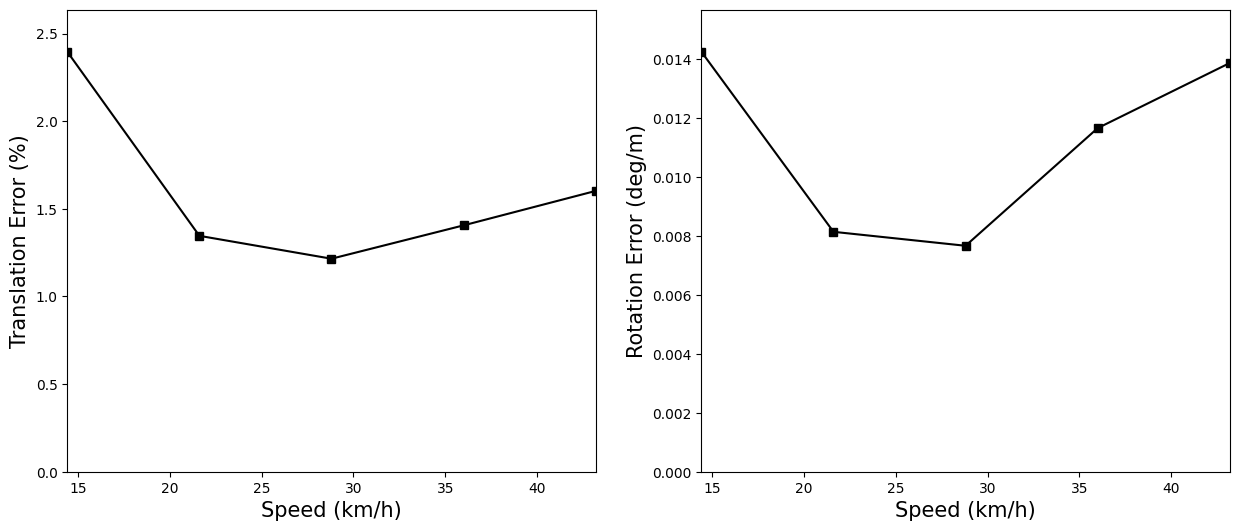 2.5
2.0
1.5
1.0
0.5
0.0
Translation Error (%)
15 20 25 30 35 40
Speed (km/h)
0.014
0.012
0.010
0.008
0.006
0.004
0.002
0.000
Rotation Error (deg/m)
15 20 25 30 35 40
Speed (km/h)